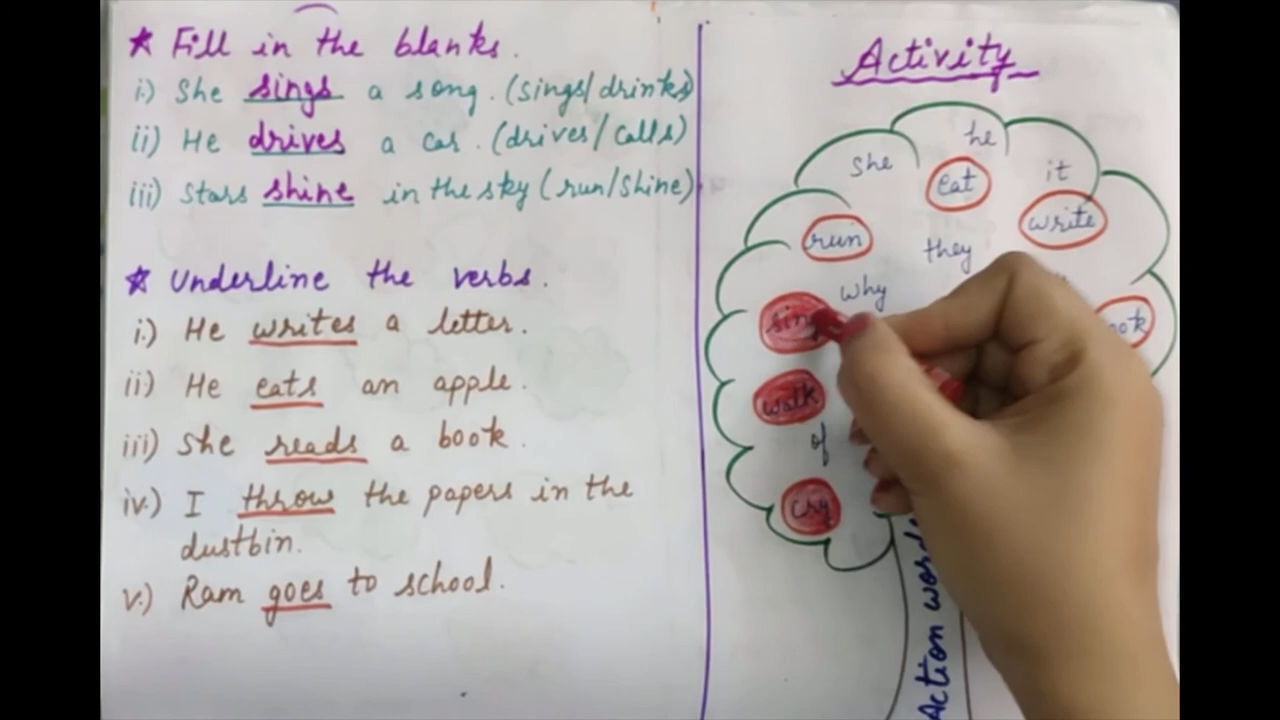 ★ Fill in the blanks.
i.) She sings a song. (sings/drinks)
ii) He drives a car. (drives/calls)
iii) Stars shine in the sky (run/shine)
★ Underline the verbs.
i.) He writes a letter.
ii.) He eats an apple.
iii) She reads a book.
iv.) I throw the papers in the
dustbin.
v.) Ram goes to school.
Activity
he
she
it
eat
write
run
they
why
sing
walk
of
cry
Action